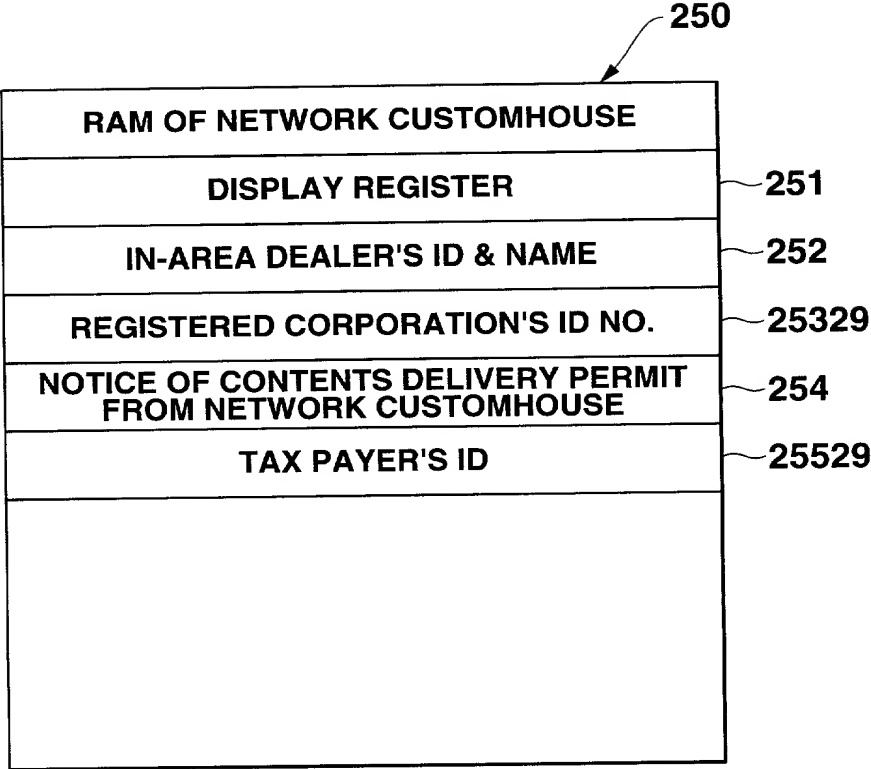 250
RAM OF NETWORK CUSTOMHOUSE
DISPLAY REGISTER 251
IN-AREA DEALER'S ID & NAME 252
REGISTERED CORPORATION'S ID NO. 25329
NOTICE OF CONTENTS DELIVERY PERMIT
FROM NETWORK CUSTOMHOUSE 254
TAX PAYER'S ID 25529